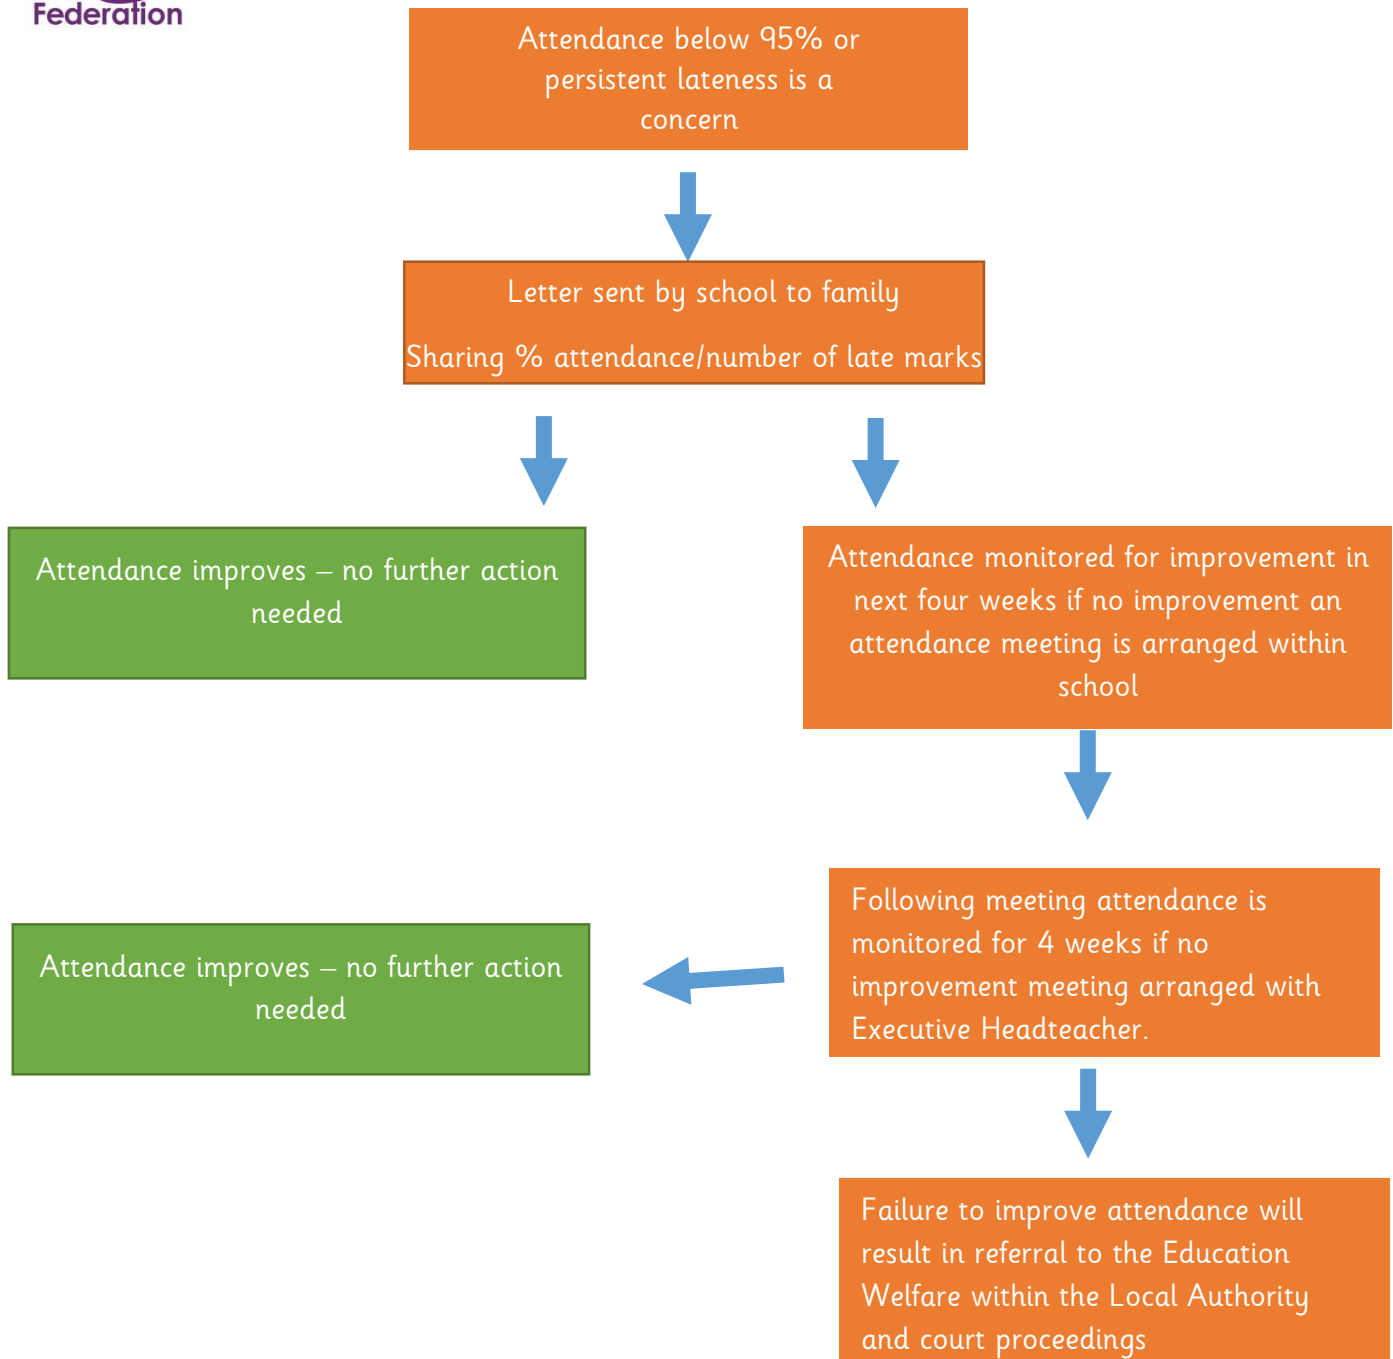 Federation
Attendance below 95% or
persistent lateness is a
concern
Letter sent by school to family
Sharing % attendance/number of late marks
Attendance improves – no further action
needed
Attendance monitored for improvement in
next four weeks if no improvement an
attendance meeting is arranged within
school
Following meeting attendance is
monitored for 4 weeks if no
improvement meeting arranged with
Executive Headteacher.
Attendance improves – no further action
needed
Failure to improve attendance will
result in referral to the Education
Welfare within the Local Authority
and court proceedings